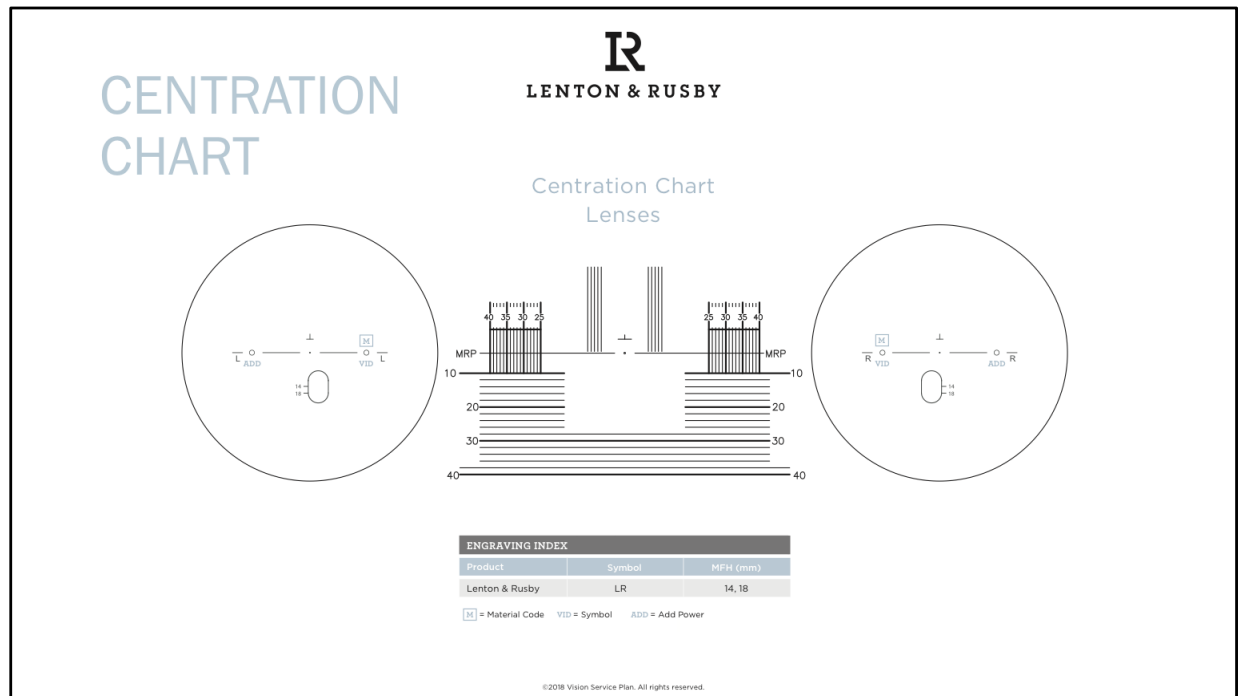 LR
LENTON & RUSBY
CENTRATION
CHART
Centration Chart
Lenses
40 35 30 25
25 30 35 40
M
L ADD VID L
14
18
MRP
MRP
10
10
20
20
30
30
40
40
M
R VID ADD R
14
18
ENGRAVING INDEX
Product Symbol MFH (mm)
Lenton & Rusby LR 14, 18
M = Material Code VID = Symbol ADD = Add Power
©2018 Vision Service Plan. All rights reserved.